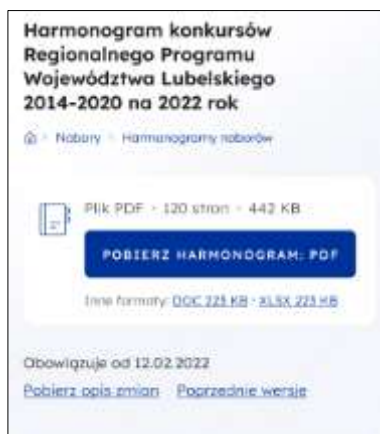 Harmonogram konkursów
Regionalnego Programu
Województwa Lubelskiego
2014-2020 na 2022 rok
Nabory Harmonogramy naborów
Plik PDF • 120 stron • 442 KB
POBIERZ HARMONOGRAM: PDF
Inne formaty: DOC 223 KB • XLSX 223 KB
Obowiązuje od 12.02.2022
Pobierz opis zmian Poprzednie wersje